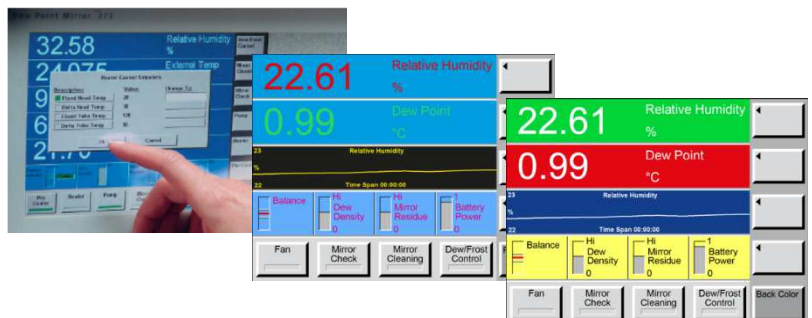 Dew Point Mirror 373
32.58
Relative Humidity
%
External Temp
Heater Control Setpoints
Description
Value
Change To:
Fixed Head Temp
Delta Head Temp
Fixed Tube Temp
Delta Tube Temp
Cancel
Heater
Pump
22.61
Relative Humidity
%
0.99
Dew Point
°C
23
Relative Humidity
%
22
Time Span 00:00:00
Balance
Hi
Dew
Density
0
Hi
Mirror
Residue
0
1
Battery
Power
0
Fan
Mirror
Check
Mirror
Cleaning
Dew/Frost
Control
22.61
Relative Humidity
%
0.99
Dew Point
°C
23
Relative Humidity
%
22
Time Span 00:00:00
Balance
Hi
Dew
Density
0
Hi
Mirror
Residue
0
1
Battery
Power
0
Fan
Mirror
Check
Mirror
Cleaning
Dew/Frost
Control
Back Color